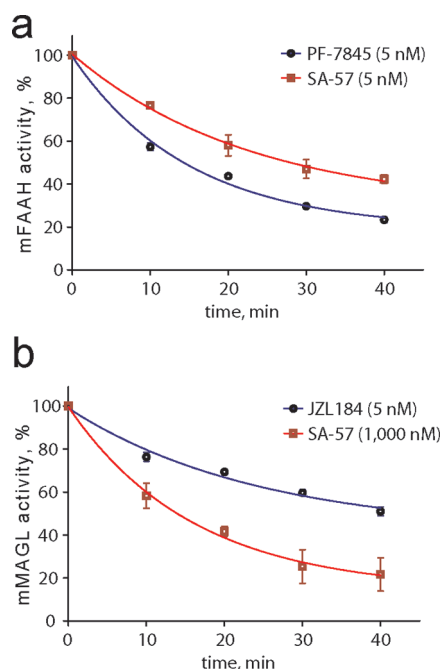 a
PF-7845 (5 nM)
SA-57 (5 nM)
mFAAH activity, %
100
80
60
40
20
0
0 10 20 30 40
time, min
b
JZL184 (5 nM)
SA-57 (1,000 nM)
mMAGL activity, %
100
80
60
40
20
0
0 10 20 30 40
time, min